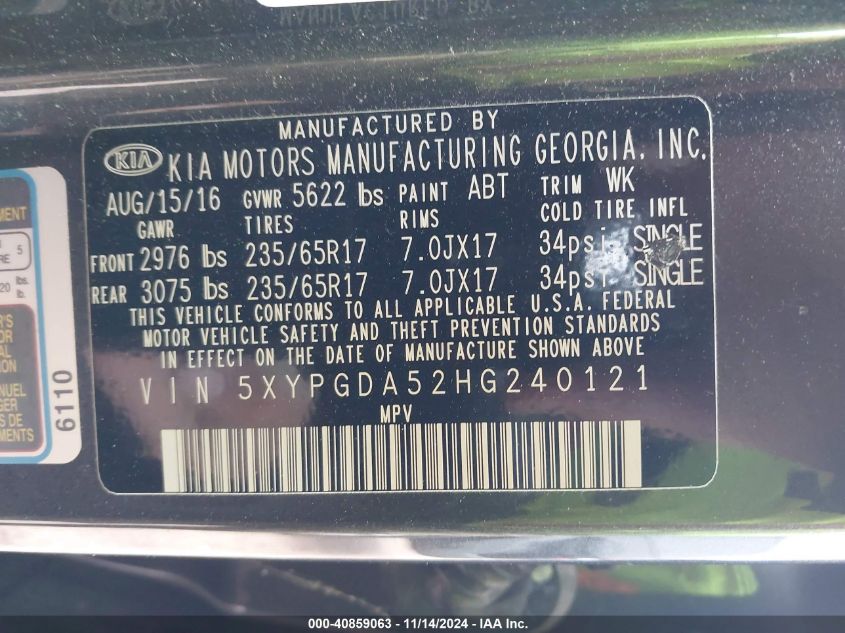 MANUFACTURED BY
KIA KIA MOTORS MANUFACTURING GEORGIA, INC.
AUG/15/16 GVWR 5622 lbs PAINT ABT TRIM WK
GAWR TIRES RIMS COLD TIRE INFL
FRONT 2976 lbs 235/65R17 7.0JX17 34psi SINGLE
REAR 3075 lbs 235/65R17 7.0JX17 34psi SINGLE
THIS VEHICLE CONFORMS TO ALL APPLICABLE U.S.A. FEDERAL
MOTOR VEHICLE SAFETY AND THEFT PREVENTION STANDARDS
IN EFFECT ON THE DATE OF MANUFACTURE SHOWN ABOVE
VIN 5XYPGDA52HG240121
MPV
5
6110
000-40859063 - 11/14/2024 - IAA Inc.